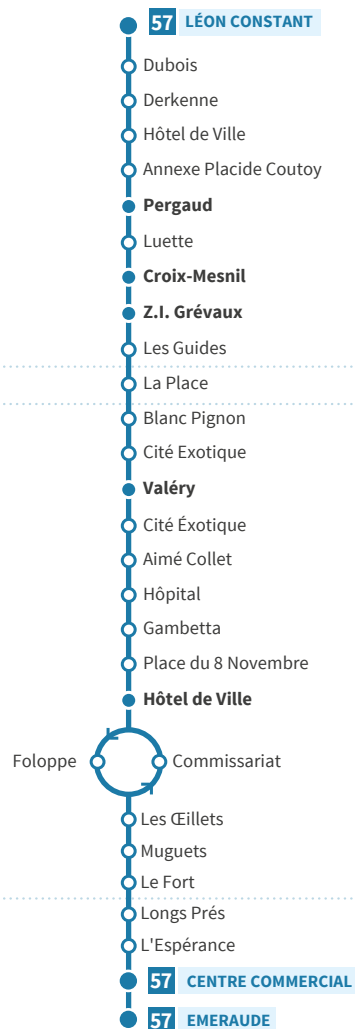 57 LÉON CONSTANT
Dubois
Derkenne
Hôtel de Ville
Annexe Placide Coutoy
Pergaud
Luette
Croix-Mesnil
Z.I. Grévaux
Les Guides
La Place
Blanc Pignon
Cité Exotique
Valéry
Cité Éxotique
Aimé Collet
Hôpital
Gambetta
Place du 8 Novembre
Hôtel de Ville
Foloppe Commissariat
Les Œillets
Muguets
Le Fort
Longs Prés
L'Espérance
57 CENTRE COMMERCIAL
57 EMERAUDE